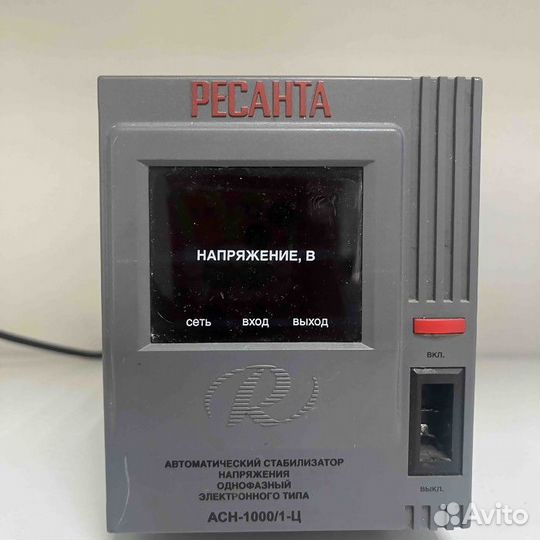 РЕСАНТА
НАПРЯЖЕНИЕ, В
сеть вход выход
ВКЛ.
ВЫКЛ.
АВТОМАТИЧЕСКИЙ СТАБИЛИЗАТОР
НАПРЯЖЕНИЯ
ОДНОФАЗНЫЙ
ЭЛЕКТРОННОГО ТИПА
АСН-1000/1-Ц
Avito